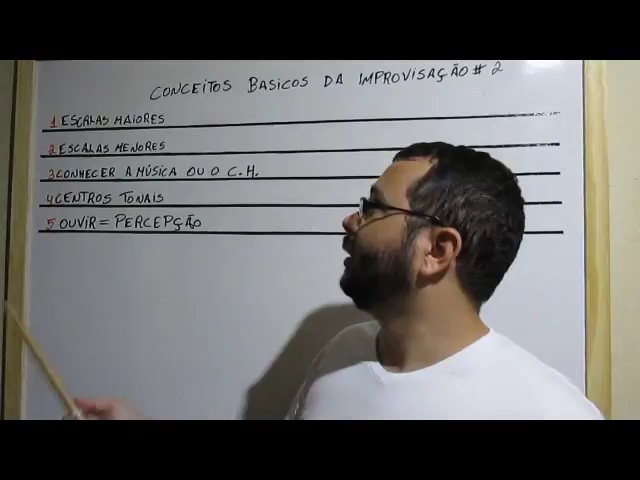 CONCEITOS BASICOS DA IMPROVISAÇÃO # 2
1 ESCALAS MAIORES
2 ESCALAS MENORES
3 CONHECER A MÚSICA OU O C.H.
4 CENTROS TONAIS
5 OUVIR = PERCEPÇÃO